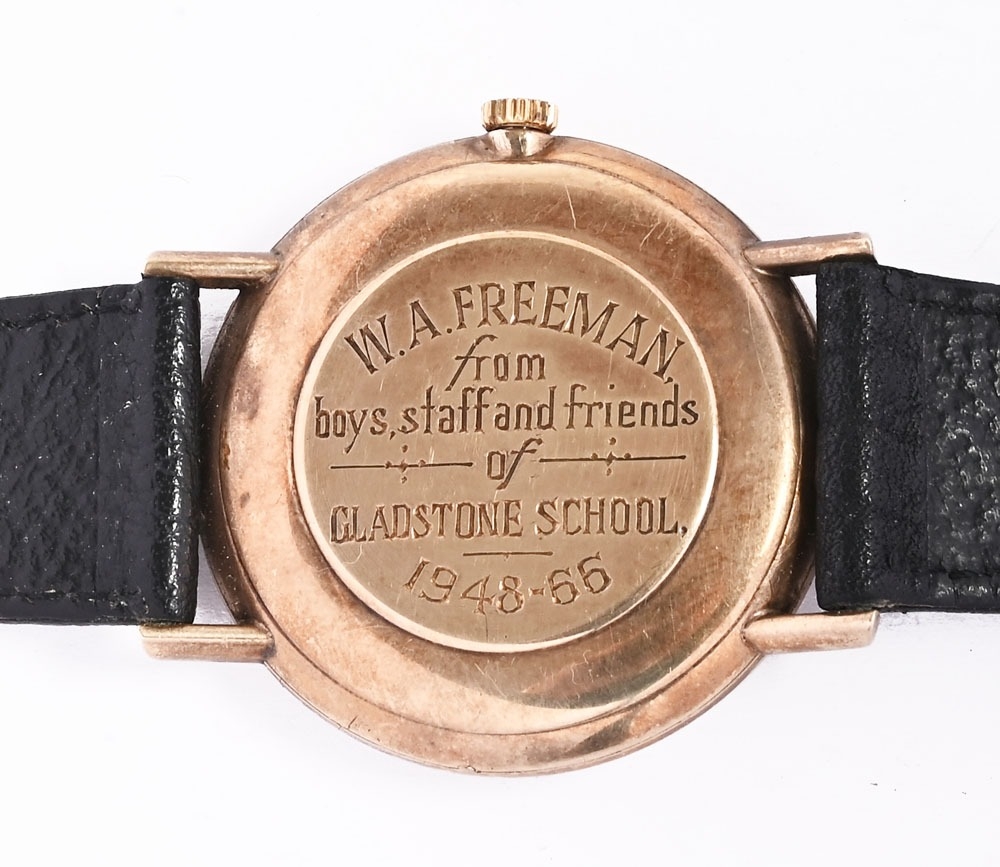 W. A. FREEMAN,
from
boys, staff and friends
of
GLADSTONE SCHOOL,
1948-66